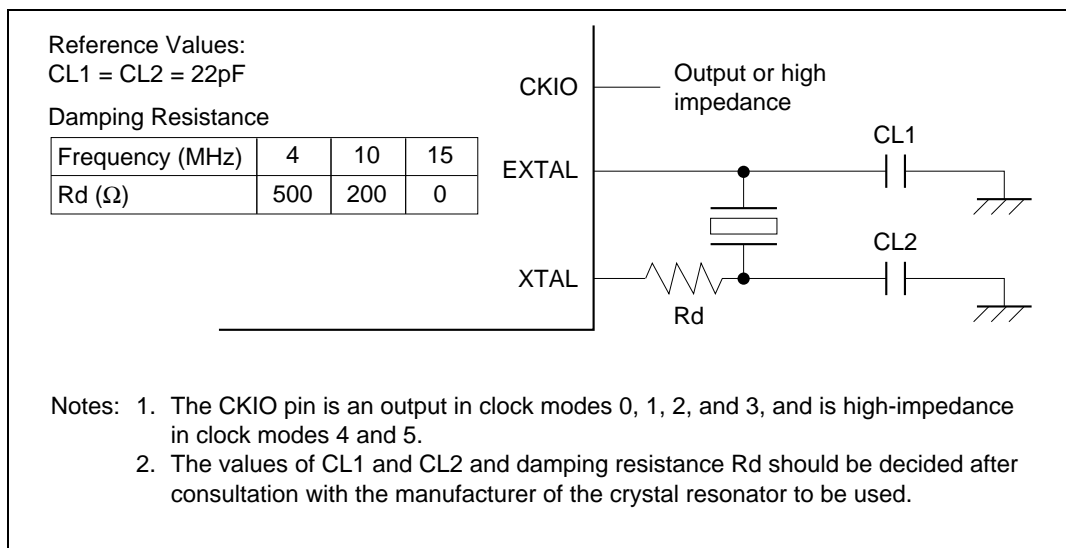 Reference Values:
CL1 = CL2 = 22pF
Damping Resistance
Frequency (MHz) 4 10 15
Rd (Ω) 500 200 0
CKIO
Output or high
impedance
EXTAL
CL1
XTAL
CL2
Rd
Notes: 1. The CKIO pin is an output in clock modes 0, 1, 2, and 3, and is high-impedance
in clock modes 4 and 5.
2. The values of CL1 and CL2 and damping resistance Rd should be decided after
consultation with the manufacturer of the crystal resonator to be used.